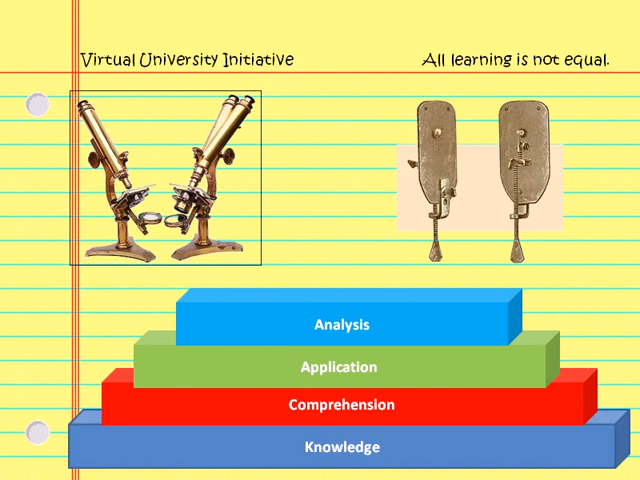 Virtual University Initiative
All learning is not equal.
Analysis
Application
Comprehension
Knowledge